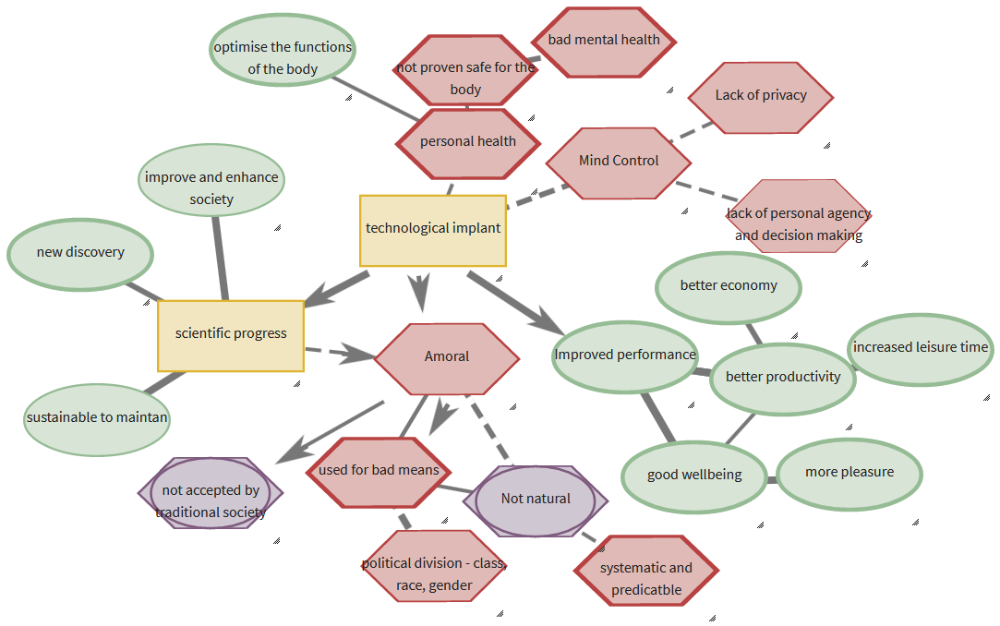 optimise the functions
of the body
not proven safe for the
body
bad mental health
Lack of privacy
personal health
Mind Control
improve and enhance
society
lack of personal agency
and decision making
technological implant
new discovery
better economy
scientific progress
Amoral
Improved performance
better productivity
increased leisure time
sustainable to maintan
used for bad means
good wellbeing
more pleasure
not accepted by
traditional society
Not natural
political division - class,
race, gender
systematic and
predicatble